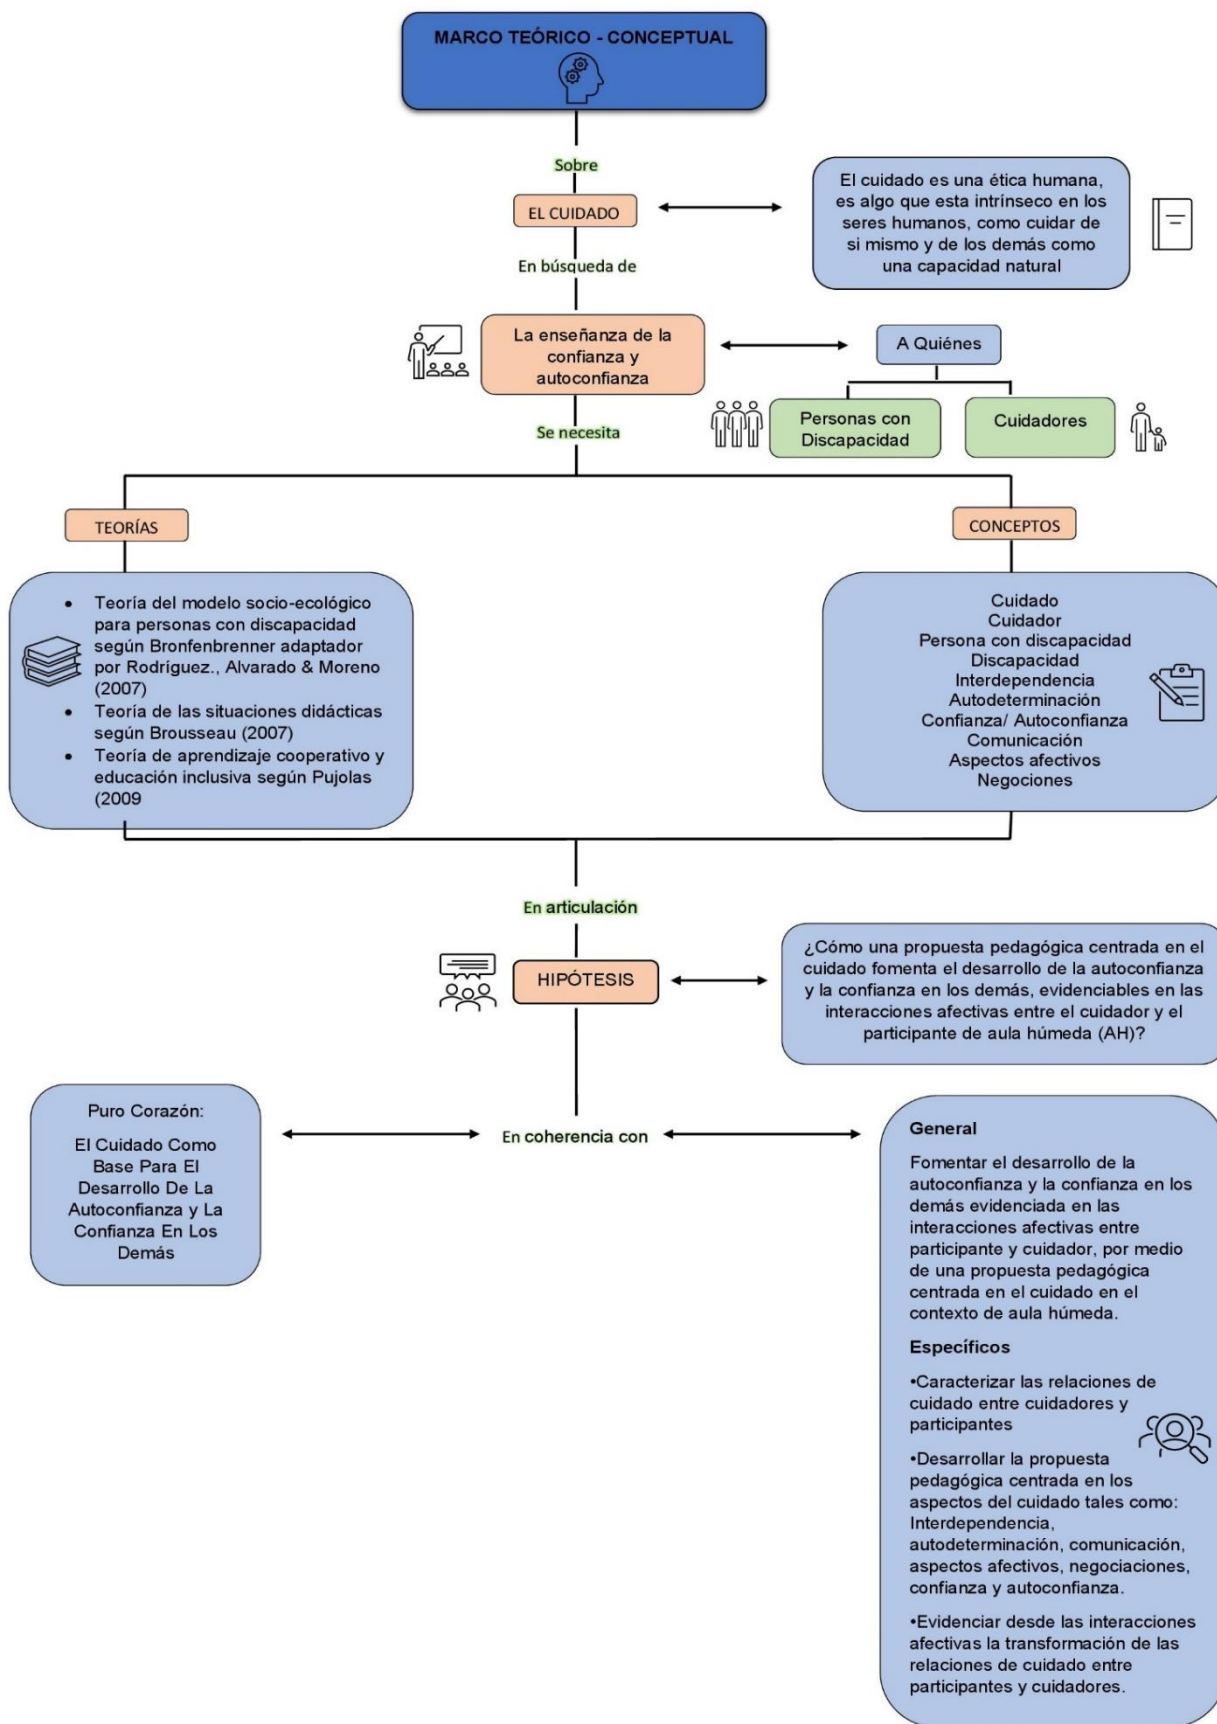 MARCO TEÓRICO - CONCEPTUAL
Sobre
EL CUIDADO
El cuidado es una ética humana,
es algo que esta intrínseco en los
seres humanos, como cuidar de
si mismo y de los demás como
una capacidad natural
En búsqueda de
La enseñanza de la
confianza y
autoconfianza
A Quiénes
Personas con
Discapacidad
Cuidadores
Se necesita
TEORÍAS
CONCEPTOS
• Teoría del modelo socio-ecológico
para personas con discapacidad
según Bronfenbrenner adaptador
por Rodríguez., Alvarado & Moreno
(2007)
• Teoría de las situaciones didácticas
según Brousseau (2007)
• Teoría de aprendizaje cooperativo y
educación inclusiva según Pujolas
(2009
Cuidado
Cuidador
Persona con discapacidad
Discapacidad
Interdependencia
Autodeterminación
Confianza/ Autoconfianza
Comunicación
Aspectos afectivos
Negociones
En articulación
HIPÓTESIS
¿Cómo una propuesta pedagógica centrada en el
cuidado fomenta el desarrollo de la autoconfianza
y la confianza en los demás, evidenciables en las
interacciones afectivas entre el cuidador y el
participante de aula húmeda (AH)?
En coherencia con
Puro Corazón:
El Cuidado Como
Base Para El
Desarrollo De La
Autoconfianza y La
Confianza En Los
Demás
General
Fomentar el desarrollo de la
autoconfianza y la confianza en los
demás evidenciada en las
interacciones afectivas entre
participante y cuidador, por medio
de una propuesta pedagógica
centrada en el cuidado en el
contexto de aula húmeda.
Específicos
•Caracterizar las relaciones de
cuidado entre cuidadores y
participantes
•Desarrollar la propuesta
pedagógica centrada en los
aspectos del cuidado tales como:
Interdependencia,
autodeterminación, comunicación,
aspectos afectivos, negociaciones,
confianza y autoconfianza.
•Evidenciar desde las interacciones
afectivas la transformación de las
relaciones de cuidado entre
participantes y cuidadores.